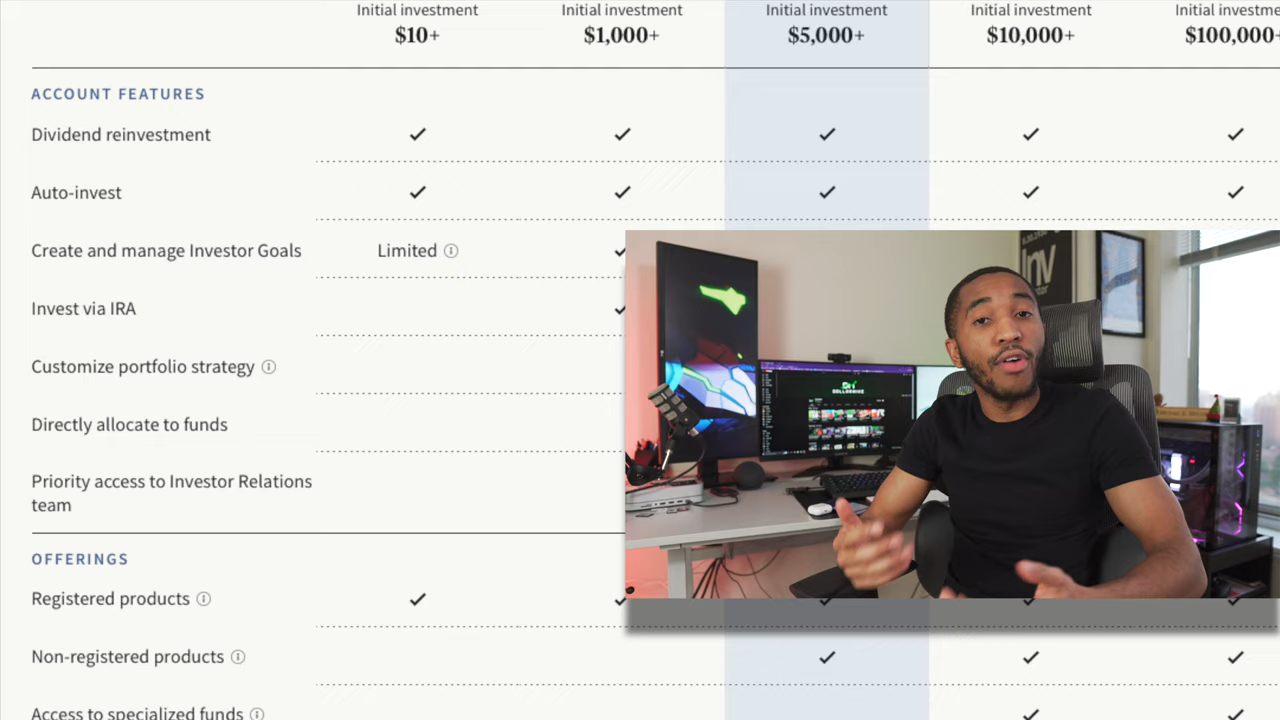 Initial investment Initial investment Initial investment Initial investment Initial
$10+ $1,000+ $5,000+ $10,000+ $100,000+
ACCOUNT FEATURES
Dividend reinvestment
Auto-invest
Create and manage Investor Goals Limited
Invest via IRA
Customize portfolio strategy
Directly allocate to funds
Priority access to Investor Relations
team
OFFERINGS
Registered products
Non-registered products
Access to specialized funds